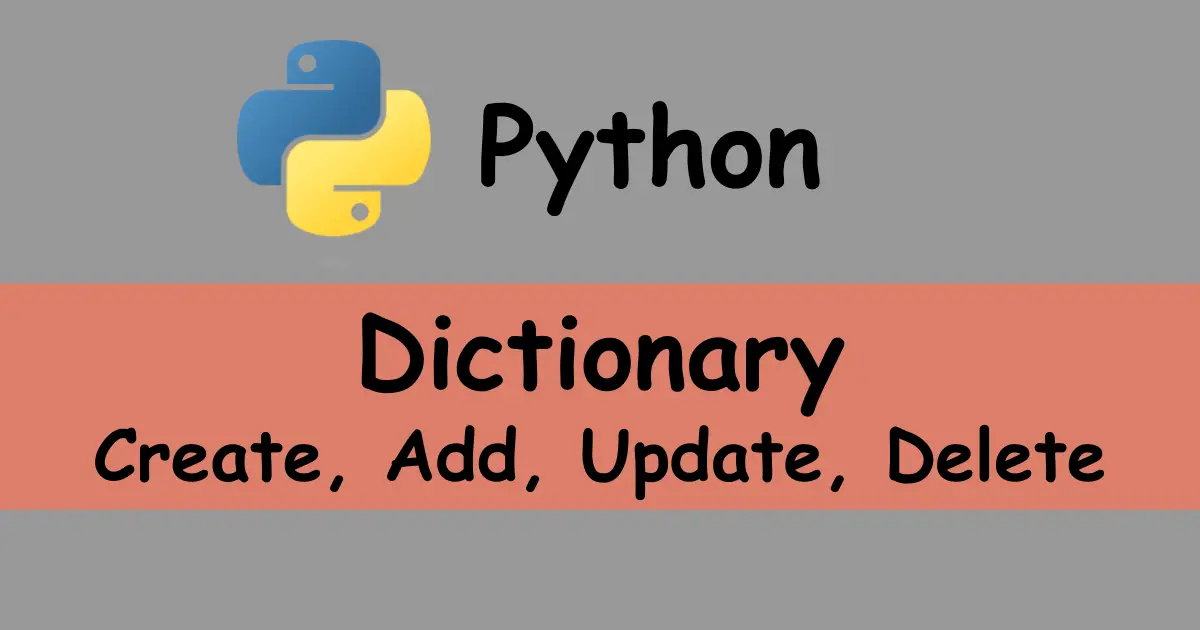 Python
Dictionary
Create, Add, Update, Delete